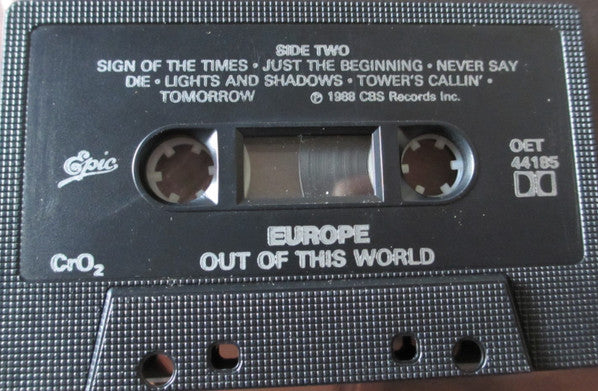 SIDE TWO
SIGN OF THE TIMES • JUST THE BEGINNING • NEVER SAY
DIE • LIGHTS AND SHADOWS • TOWER'S CALLIN' •
TOMORROW ℗ 1988 CBS Records Inc.
Epic
OET
44185
EUROPE
OUT OF THIS WORLD
CrO₂